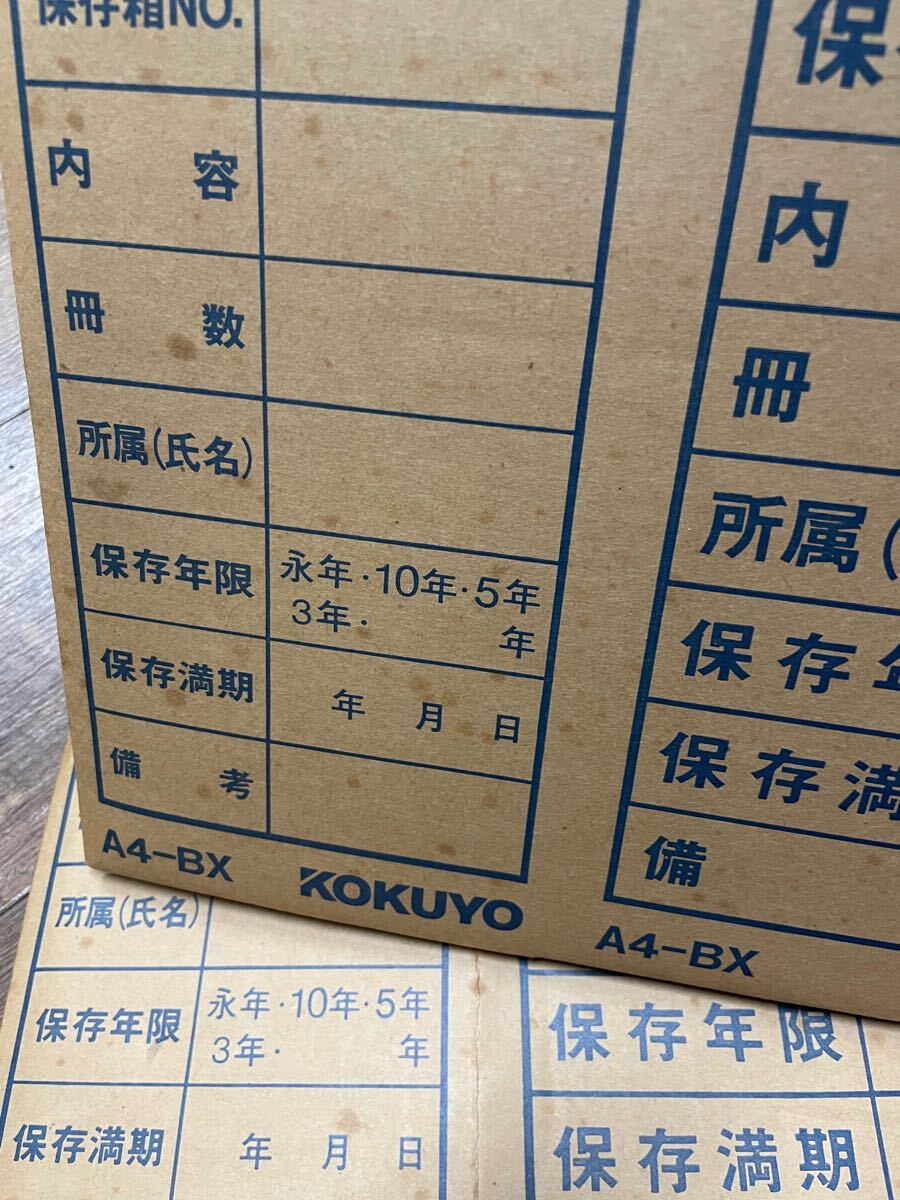 保存箱NO.
内 容
冊 数
所属(氏名)
保存年限 永年・10年・5年
3年・ 年
保存満期 年 月 日
備 考
A4-BX KOKUYO
内
冊
所属(
保存年
保存満
備
A4-BX
所属(氏名)
保存年限 永年・10年・5年
3年・ 年
保存満期 年 月 日
保存年限
保存満期